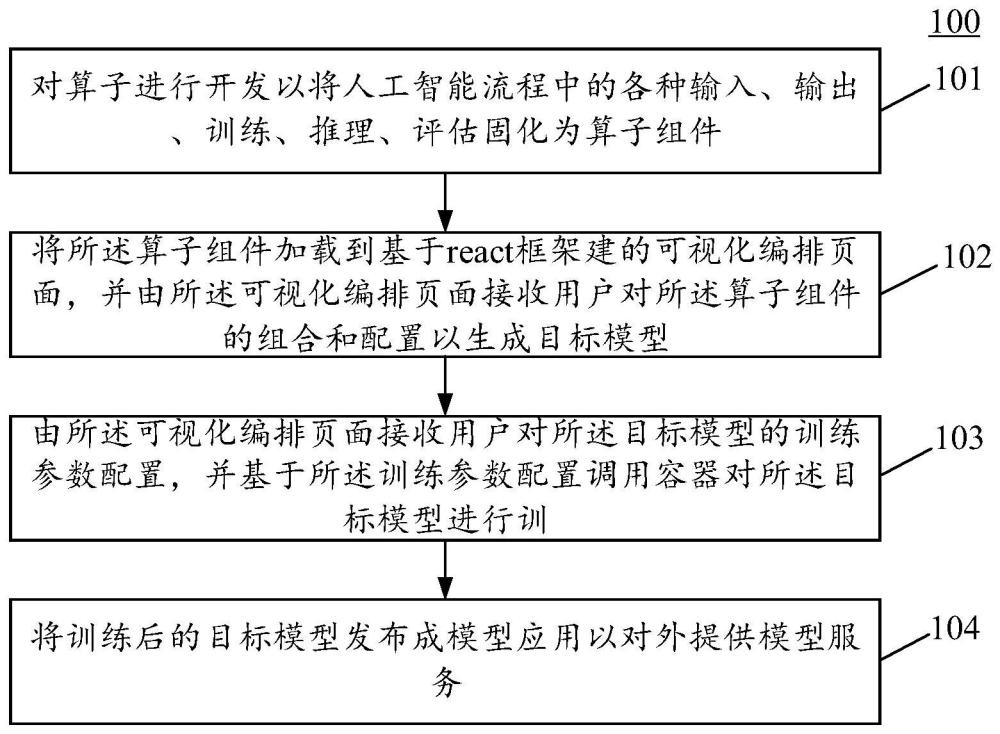 100
对算子进行开发以将人工智能流程中的各种输入、输出
、训练、推理、评估固化为算子组件
101
将所述算子组件加载到基于react框架建的可视化编排页
面，并由所述可视化编排页面接收用户对所述算子组件
的组合和配置以生成目标模型
102
由所述可视化编排页面接收用户对所述目标模型的训练
参数配置，并基于所述训练参数配置调用容器对所述目
标模型进行训
103
将训练后的目标模型发布成模型应用以对外提供模型服
务
104